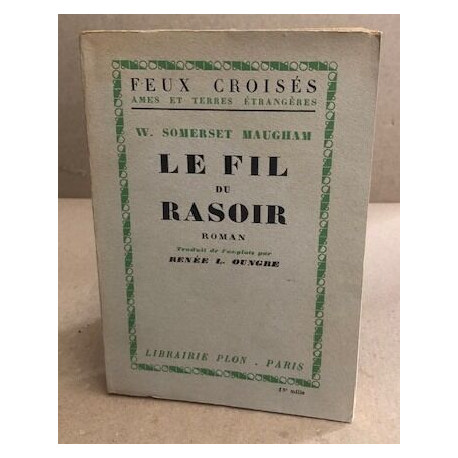 FEUX CROISÉS
AMES ET TERRES ÉTRANGÈRES
W. SOMERSET MAUGHAM
LE FIL
DU
RASOIR
ROMAN
Traduit de l'anglais par
RENÉE L. OUNGRE
LIBRAIRIE PLON - PARIS
mille